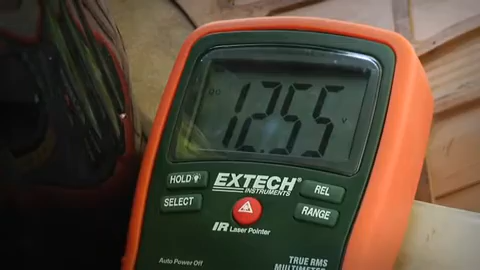 12.55 V
HOLD
EXTECH®
INSTRUMENTS
REL
SELECT
RANGE
IR Laser Pointer
Auto Power Off
TRUE RMS
MULTIMETER